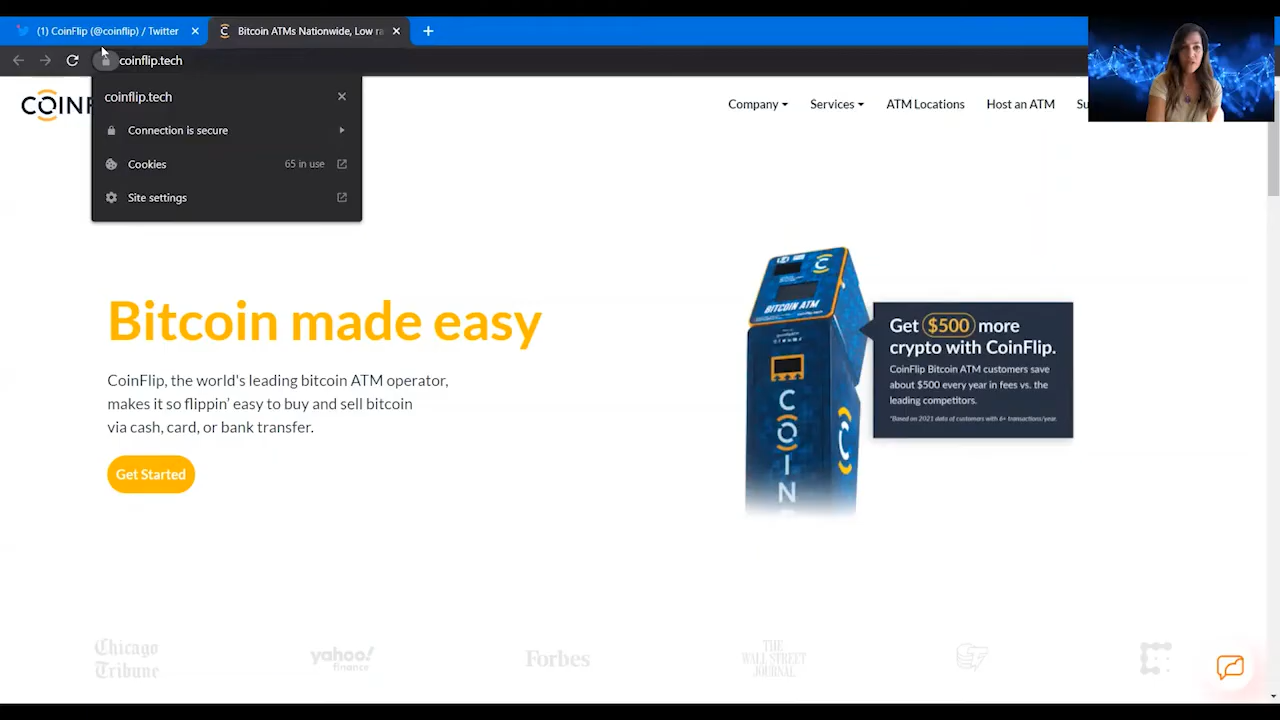 (1) CoinFlip (@coinflip) / Twitter
Bitcoin ATMs Nationwide, Low ra
coinflip.tech
coinflip.tech
Connection is secure
Cookies
65 in use
Site settings
COINF
Company
Services
ATM Locations
Host an ATM
Su
Bitcoin made easy
CoinFlip, the world's leading bitcoin ATM operator,
makes it so flippin' easy to buy and sell bitcoin
via cash, card, or bank transfer.
Get Started
BITCOIN ATM
COIN
Get $500 more
crypto with CoinFlip.
CoinFlip Bitcoin ATM customers save
about $500 every year in fees vs. the
leading competitors.
*Based on 2021 data of customers with 6+ transactions/year.
Chicago
Tribune
yahoo!
finance
Forbes
THE
WALL STREET
JOURNAL